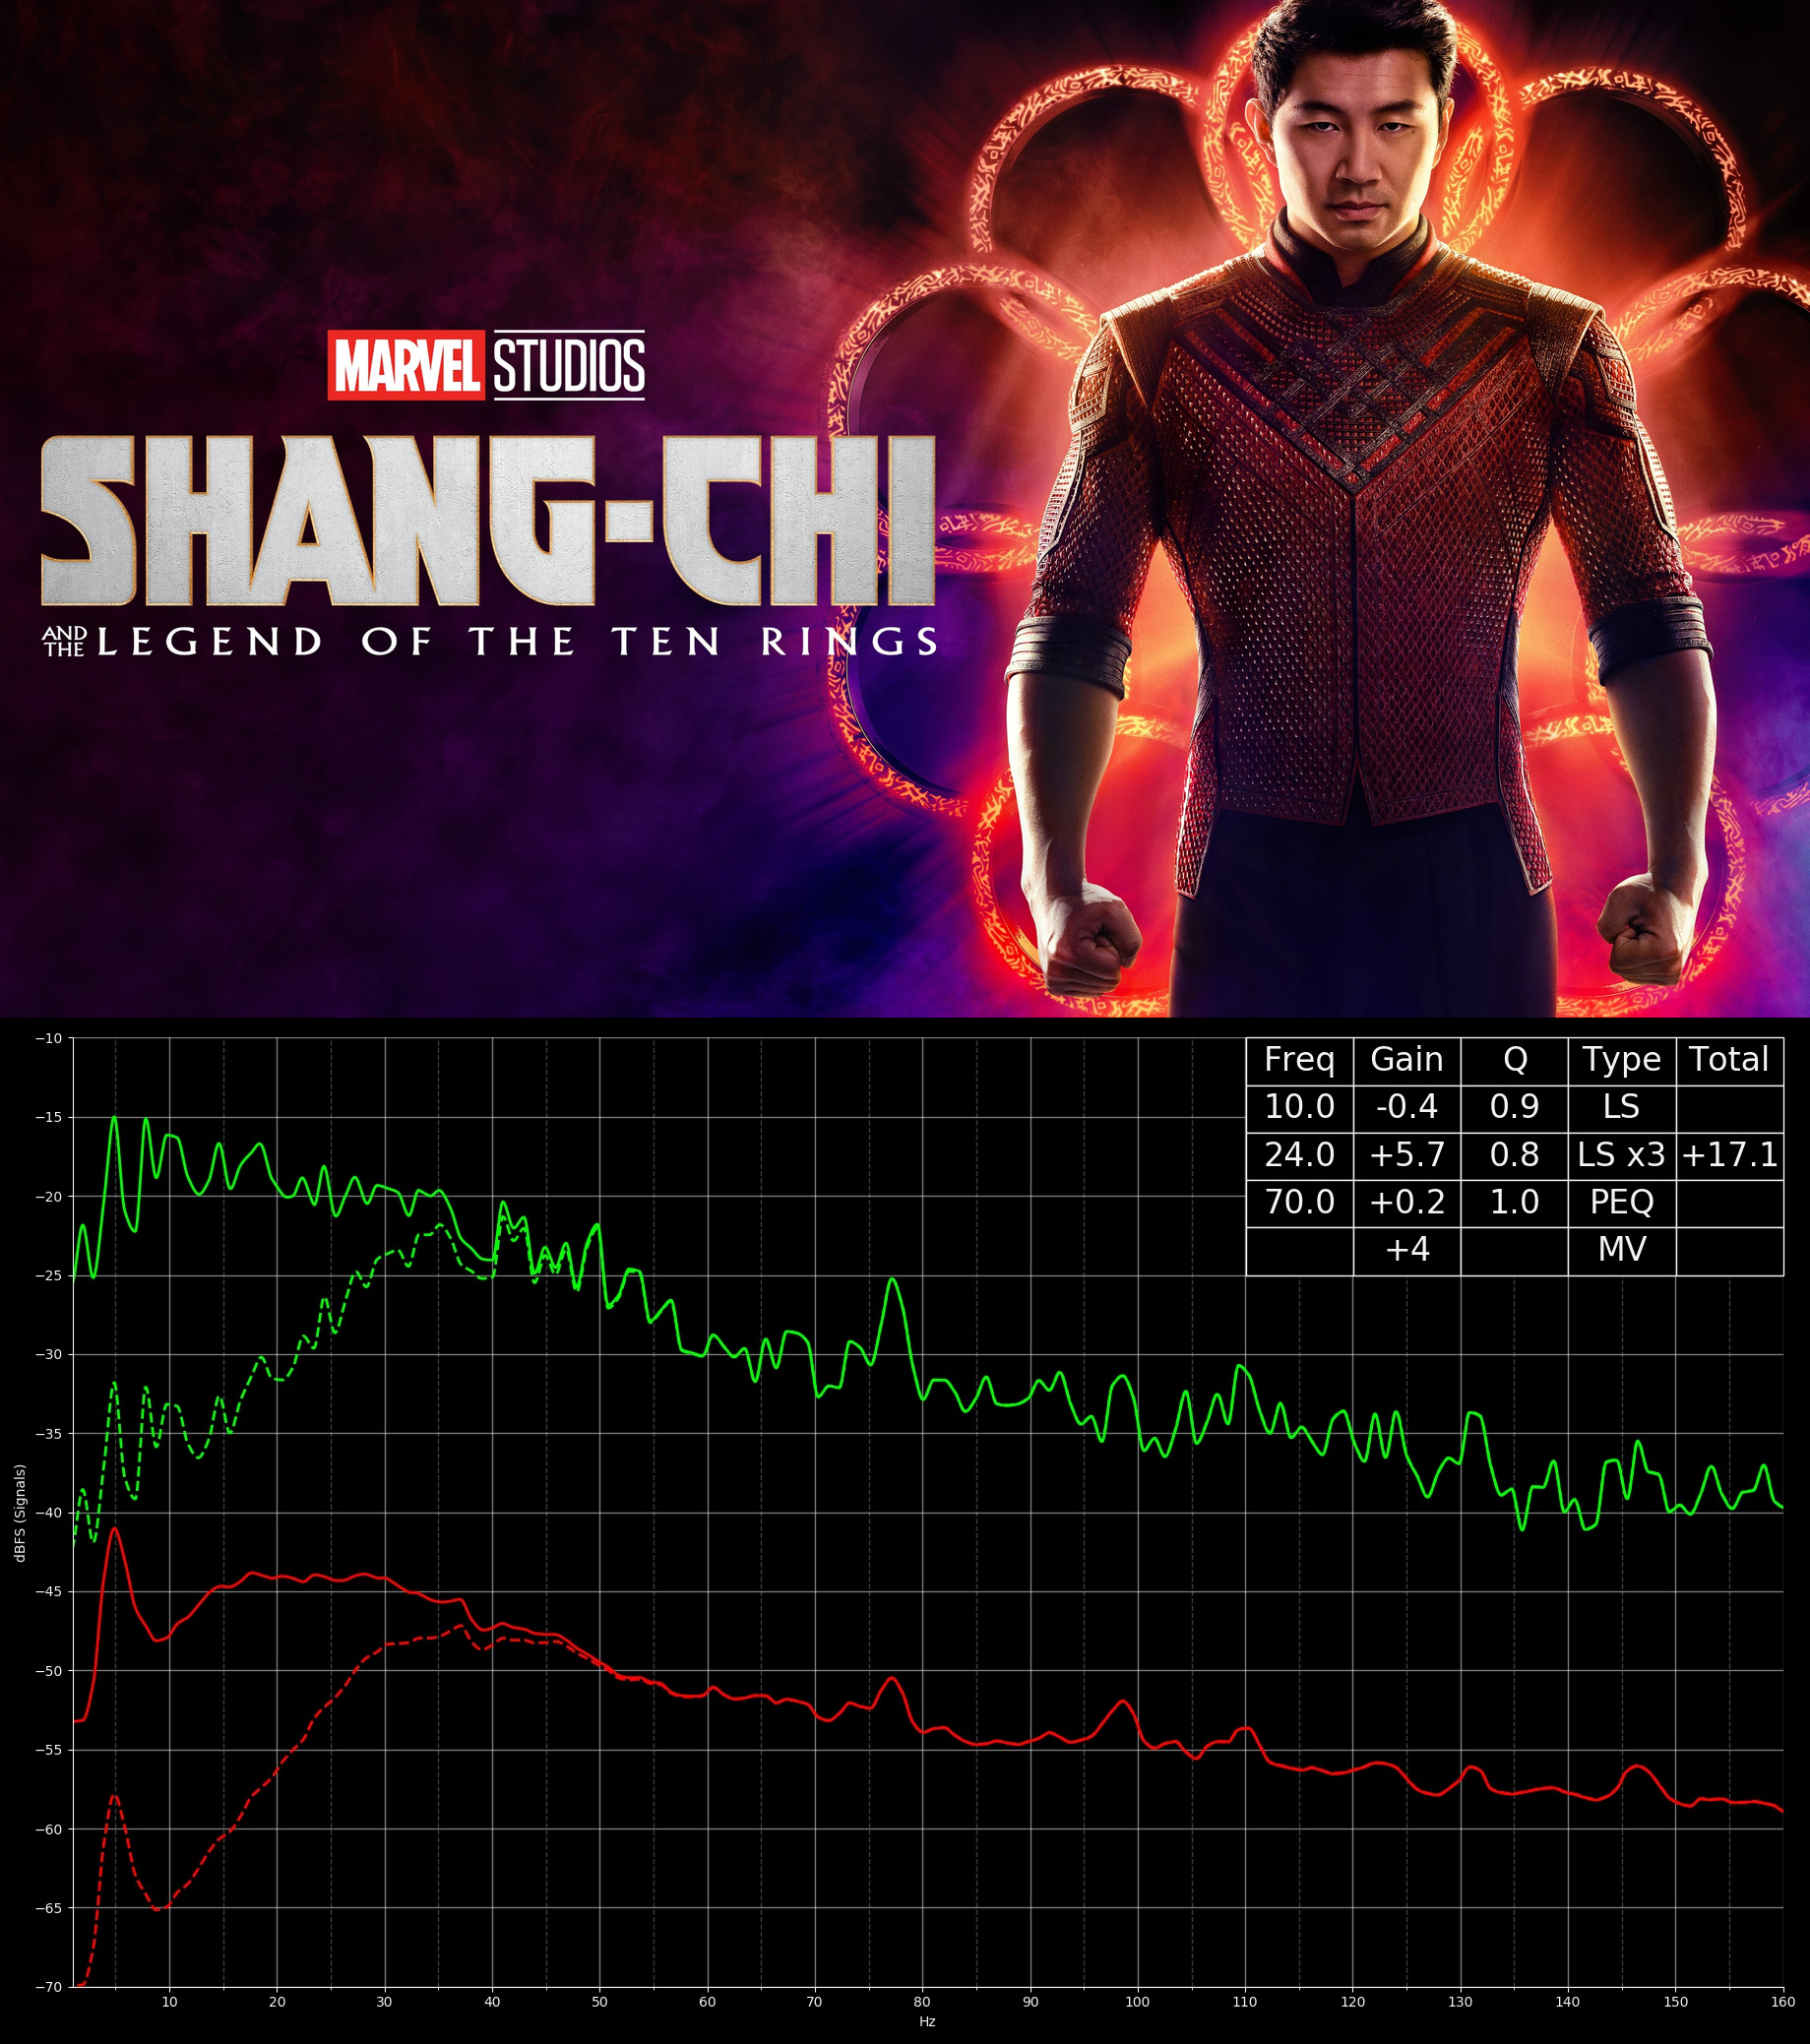 MARVEL STUDIOS
SHANG-CHI
AND THE LEGEND OF THE TEN RINGS
Freq Gain Q Type Total
10.0 -0.4 0.9 LS
24.0 +5.7 0.8 LS x3 +17.1
70.0 +0.2 1.0 PEQ
+4 MV
−10
−15
−20
−25
−30
−35
−40
−45
−50
−55
−60
−65
−70
dBFS (Signals)
10 20 30 40 50 60 70 80 90 100 110 120 130 140 150 160
Hz